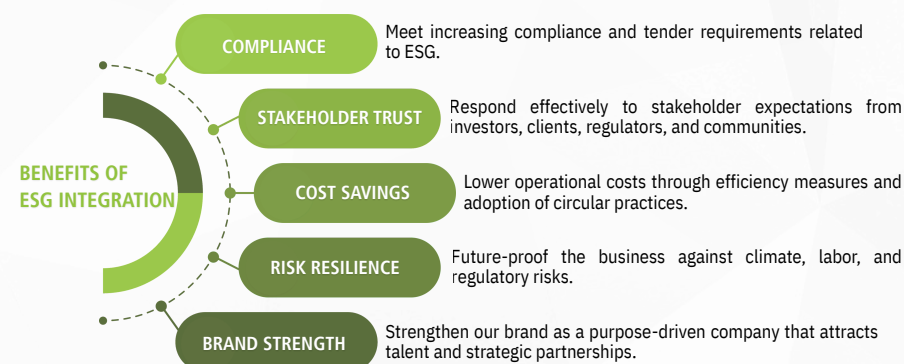 COMPLIANCE
Meet increasing compliance and tender requirements related
to ESG.
STAKEHOLDER TRUST
Respond effectively to stakeholder expectations from
investors, clients, regulators, and communities.
BENEFITS OF
ESG INTEGRATION
COST SAVINGS
Lower operational costs through efficiency measures and
adoption of circular practices.
RISK RESILIENCE
Future-proof the business against climate, labor, and
regulatory risks.
BRAND STRENGTH
Strengthen our brand as a purpose-driven company that attracts
talent and strategic partnerships.